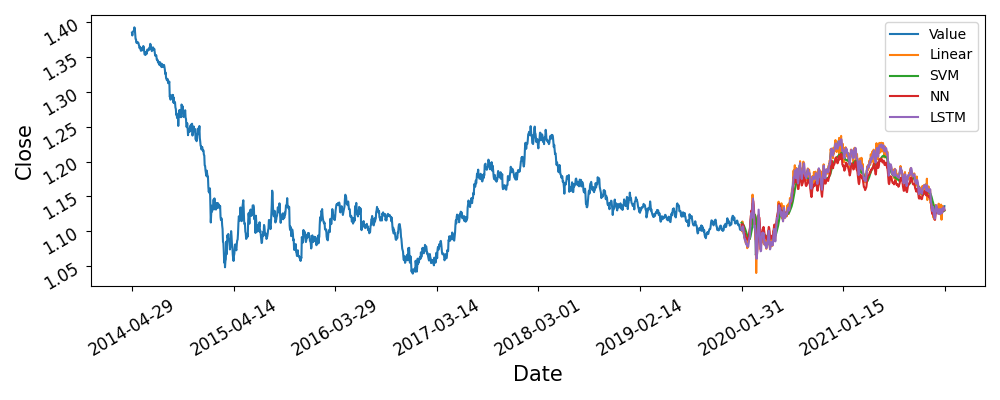 Close
1.40
1.35
1.30
1.25
1.20
1.15
1.10
1.05
Value
Linear
SVM
NN
LSTM
2014-04-29
2015-04-14
2016-03-29
2017-03-14
2018-03-01
2019-02-14
2020-01-31
2021-01-15
Date